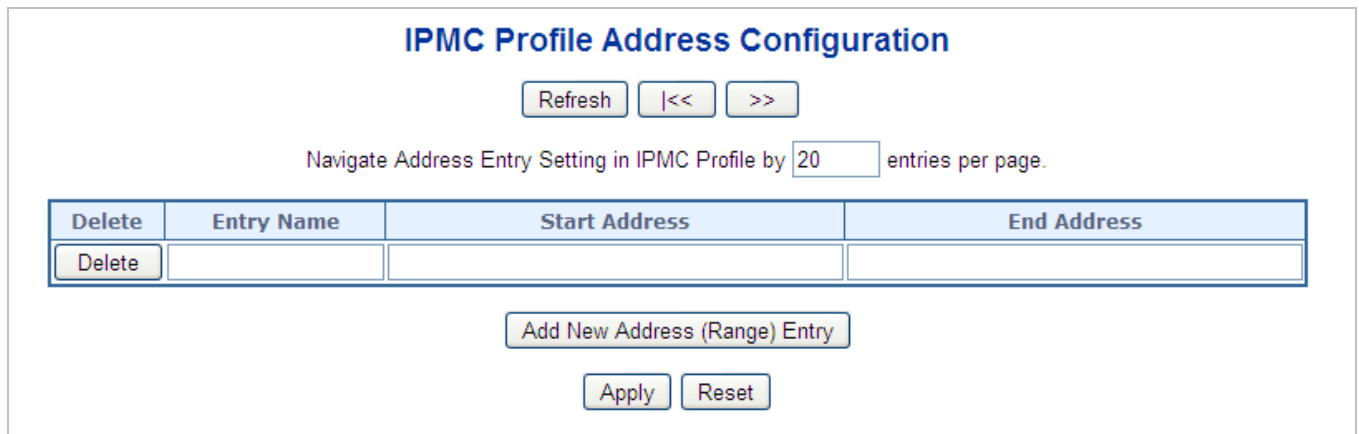 IPMC Profile Address Configuration
Refresh |<< >>
Navigate Address Entry Setting in IPMC Profile by 20 entries per page.
Delete Entry Name Start Address End Address
Delete
Add New Address (Range) Entry
Apply Reset